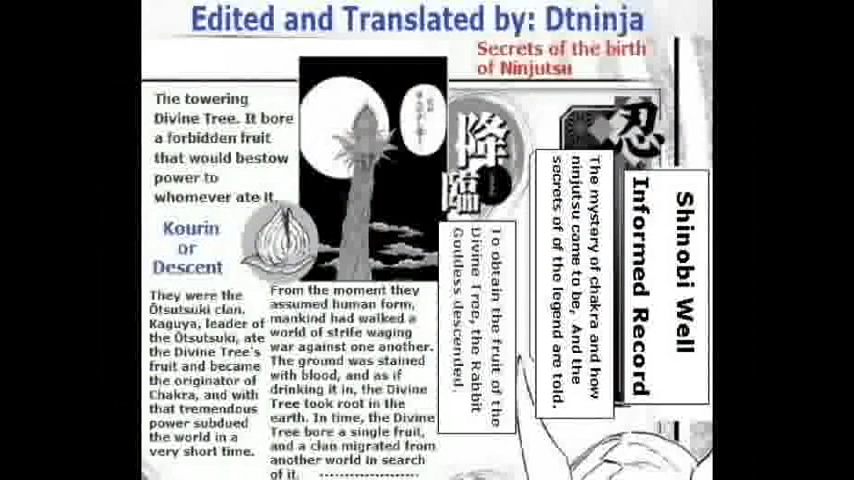 Edited and Translated by: Dtninja
Secrets of the birth
of Ninjutsu
The towering
Divine Tree. It bore
a forbidden fruit
that would bestow
power to
whomever ate it.
忍
降
臨
Shinobi Well
Informed Record
The mystery of chakra and how
ninjutsu came to be, And the
secrets of of the legend are told.
To obtain the fruit of the
Divine Tree, the Rabbit
Goddess descended.
Kourin
or
Descent
They were the
Ōtsutsuki clan.
Kaguya, leader of
the Ōtsutsuki, ate
the Divine Tree's
fruit and became
the originator of
Chakra, and with
that tremendous
power subdued
the world in a
very short time.
From the moment they
assumed human form,
mankind had walked a
world of strife waging
war against one another.
The ground was stained
with blood, and as if
drinking it in, the Divine
Tree took root in the
earth. In time, the Divine
Tree bore a single fruit,
and a clan migrated from
another world in search
of it.